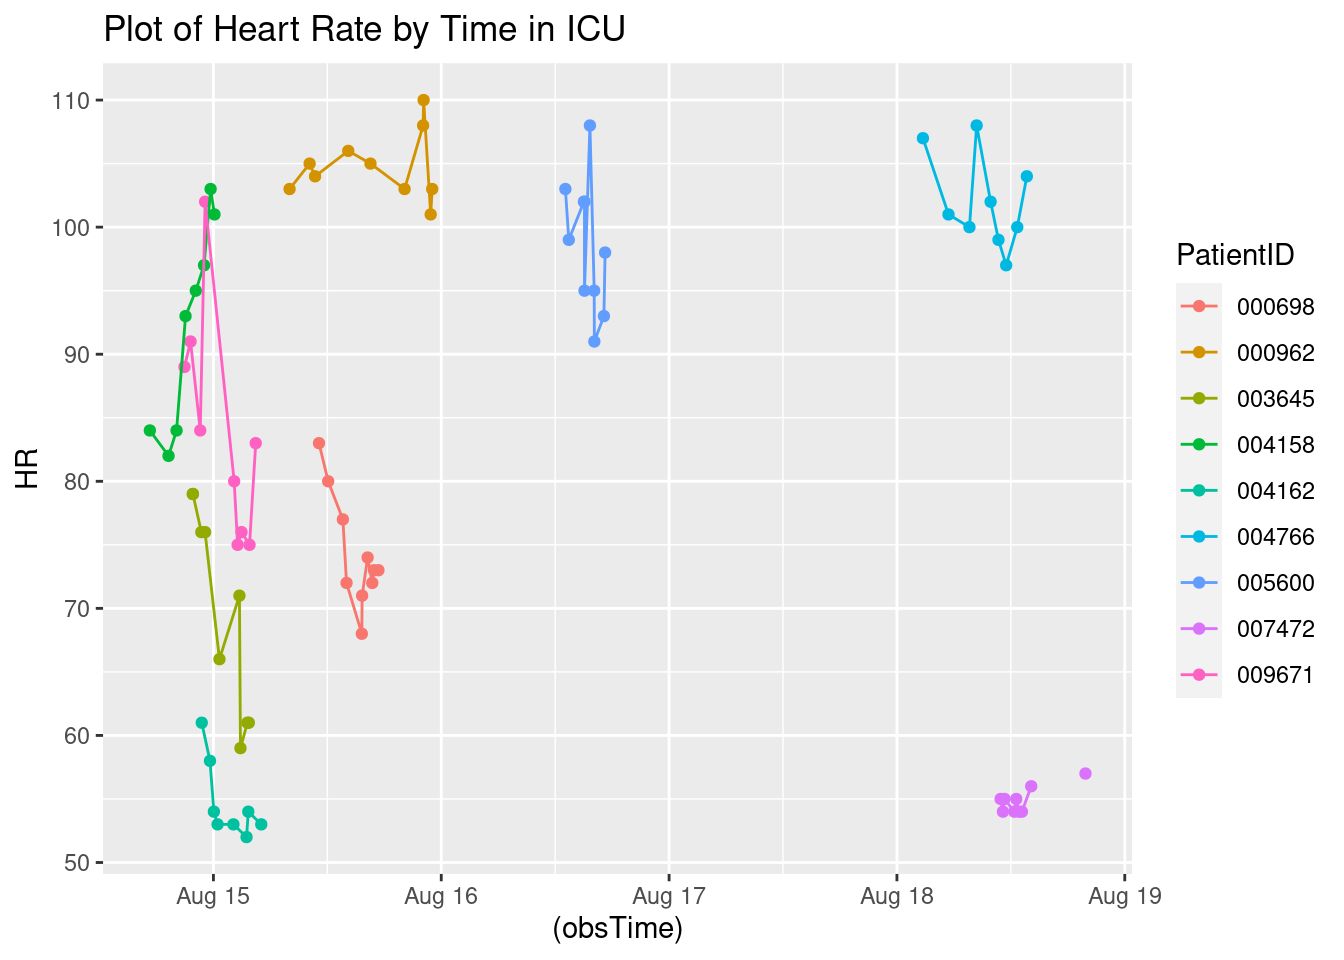 Plot of Heart Rate by Time in ICU
110
100
90
80
70
60
50
HR
Aug 15
Aug 16
Aug 17
Aug 18
Aug 19
(obsTime)
PatientID
000698
000962
003645
004158
004162
004766
005600
007472
009671